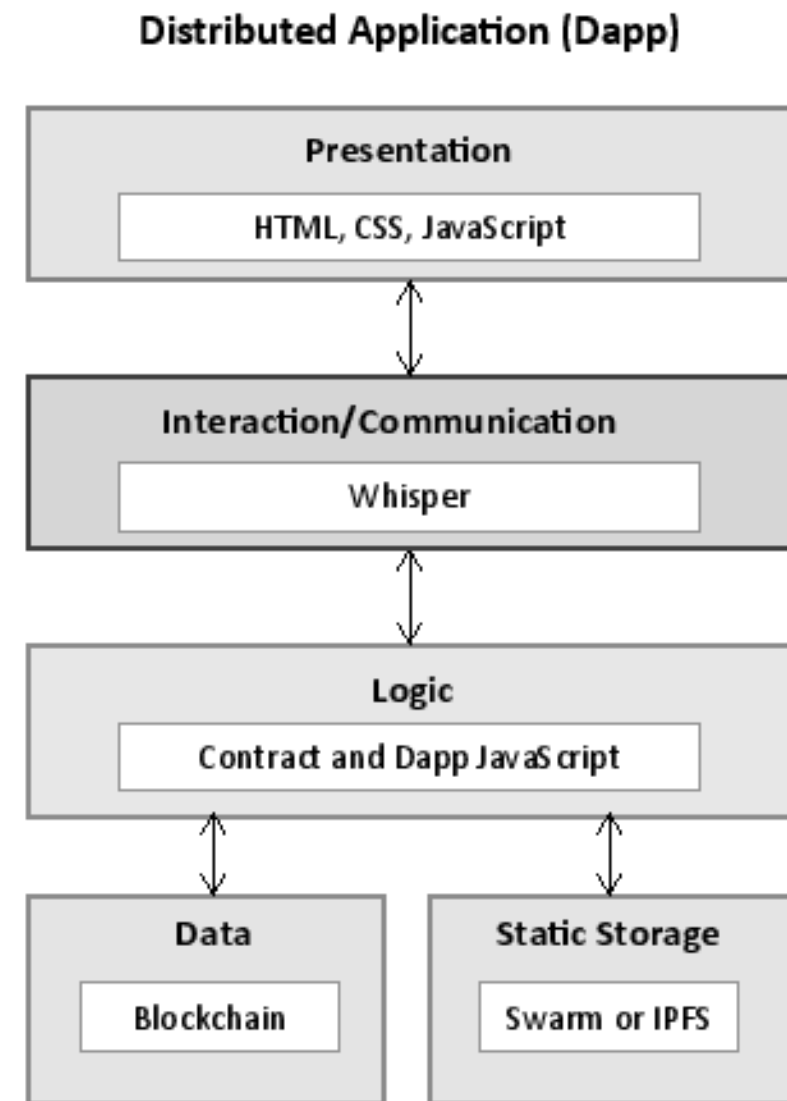 Distributed Application (Dapp)
Presentation
HTML, CSS, JavaScript
Interaction/Communication
Whisper
Logic
Contract and Dapp JavaScript
Data
Blockchain
Static Storage
Swarm or IPFS